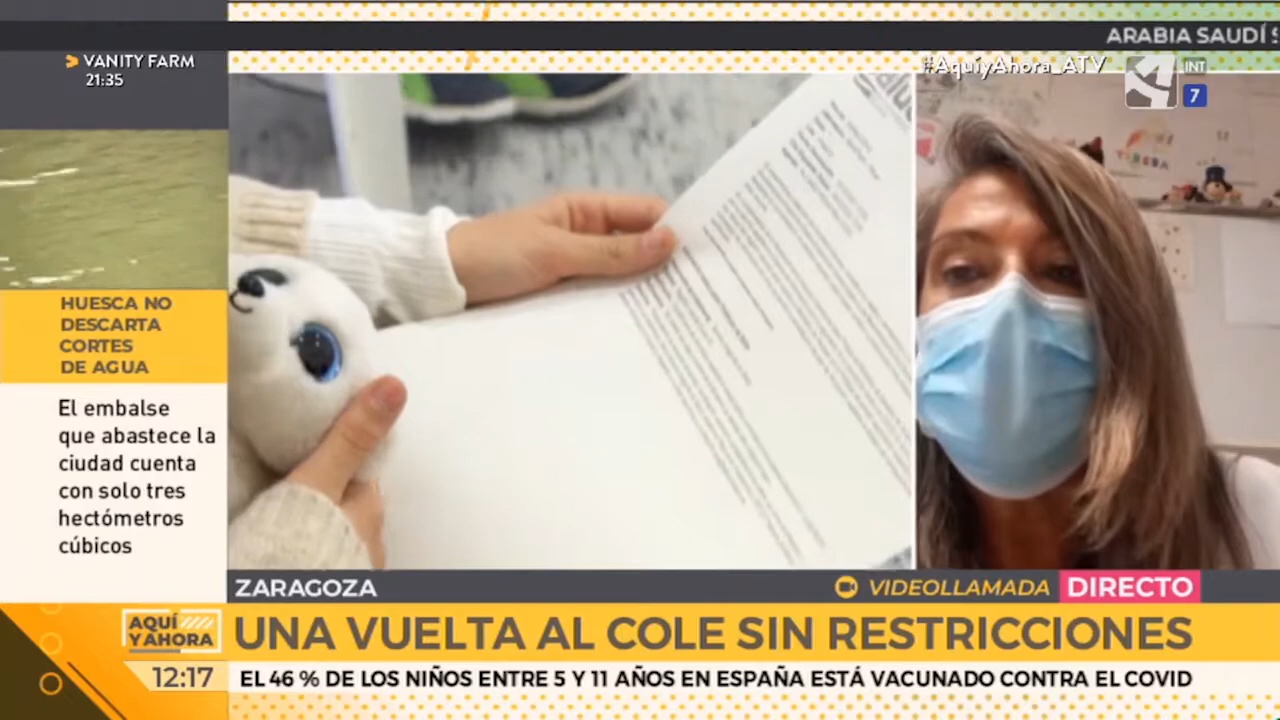 ARABIA SAUDÍ
VANITY FARM
21:35
#AquíyAhora_ATV
INT
7
HUESCA NO
DESCARTA
CORTES
DE AGUA
El embalse
que abastece la
ciudad cuenta
con solo tres
hectómetros
cúbicos
ZARAGOZA
VIDEOLLAMADA
DIRECTO
AQUÍ
Y AHORA
UNA VUELTA AL COLE SIN RESTRICCIONES
12:17
EL 46 % DE LOS NIÑOS ENTRE 5 Y 11 AÑOS EN ESPAÑA ESTÁ VACUNADO CONTRA EL COVID